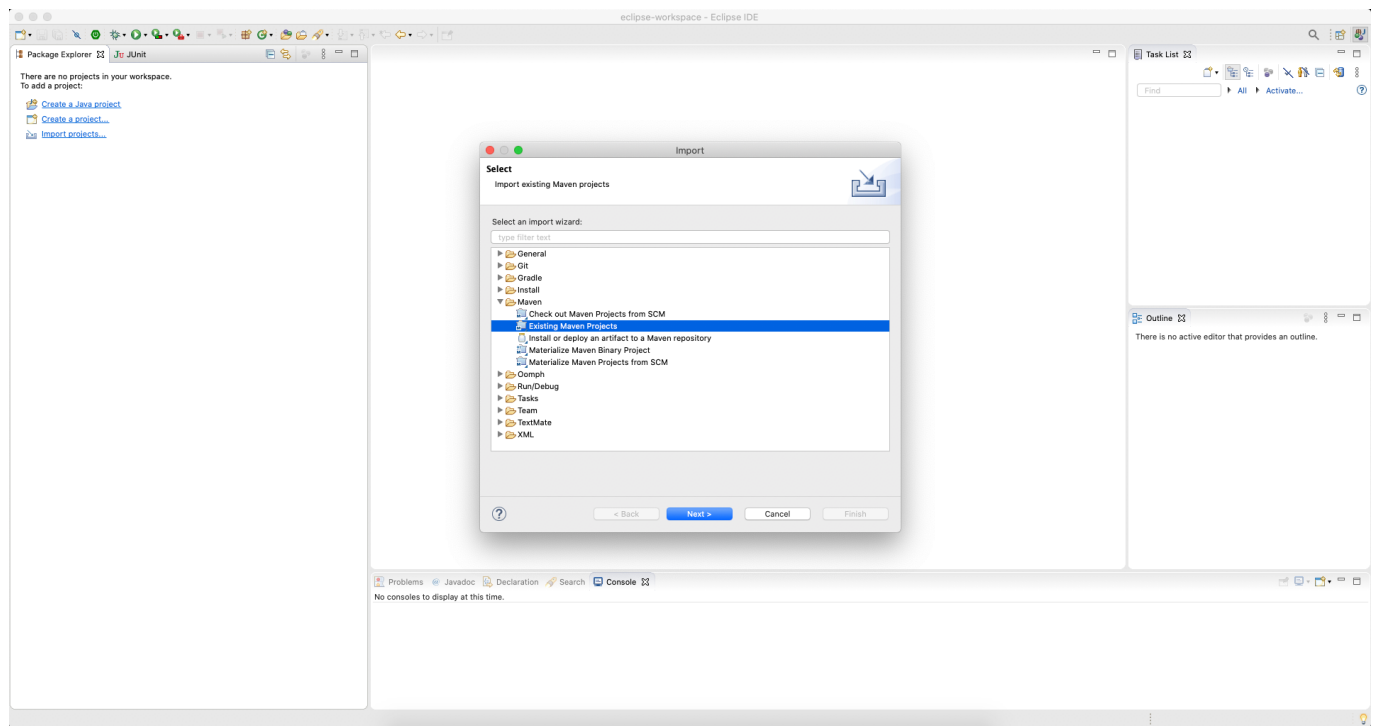 eclipse-workspace - Eclipse IDE
Package Explorer
JUnit
There are no projects in your workspace.
To add a project:
Create a Java project
Create a project...
Import projects...
Import
Select
Import existing Maven projects
Select an import wizard:
type filter text
General
Git
Gradle
Install
Maven
Check out Maven Projects from SCM
Existing Maven Projects
Install or deploy an artifact to a Maven repository
Materialize Maven Binary Project
Materialize Maven Projects from SCM
Oomph
Run/Debug
Tasks
Team
TextMate
XML
< Back
Next >
Cancel
Finish
Task List
Find
All
Activate...
Outline
There is no active editor that provides an outline.
Problems
Javadoc
Declaration
Search
Console
No consoles to display at this time.